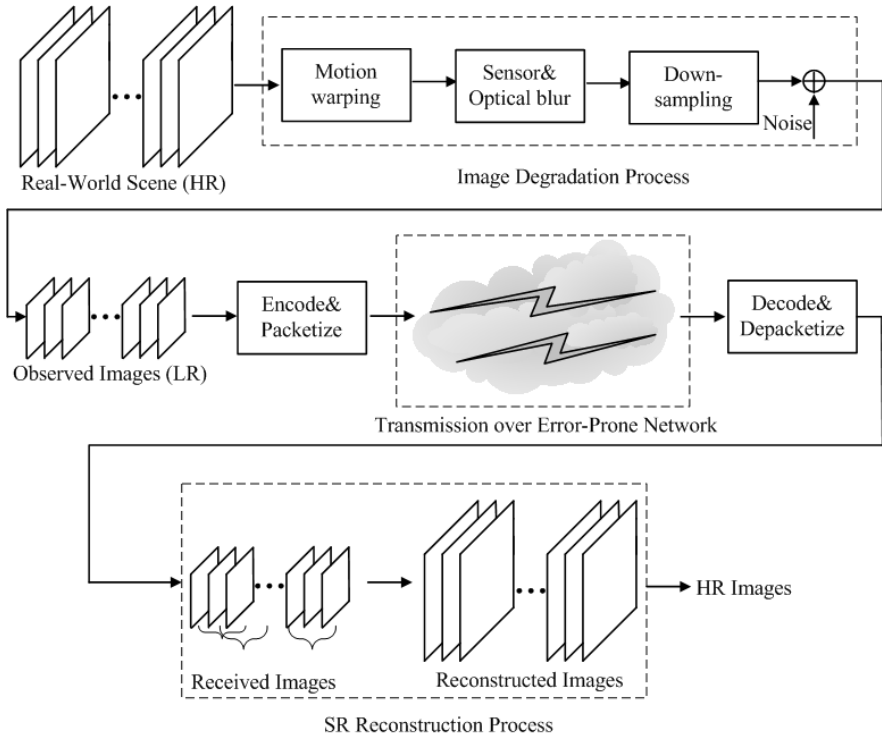 Motion
warping
Sensor&
Optical blur
Down-
sampling
Noise
Real-World Scene (HR)
Image Degradation Process
Encode&
Packetize
Decode&
Depacketize
Observed Images (LR)
Transmission over Error-Prone Network
HR Images
Received Images
Reconstructed Images
SR Reconstruction Process